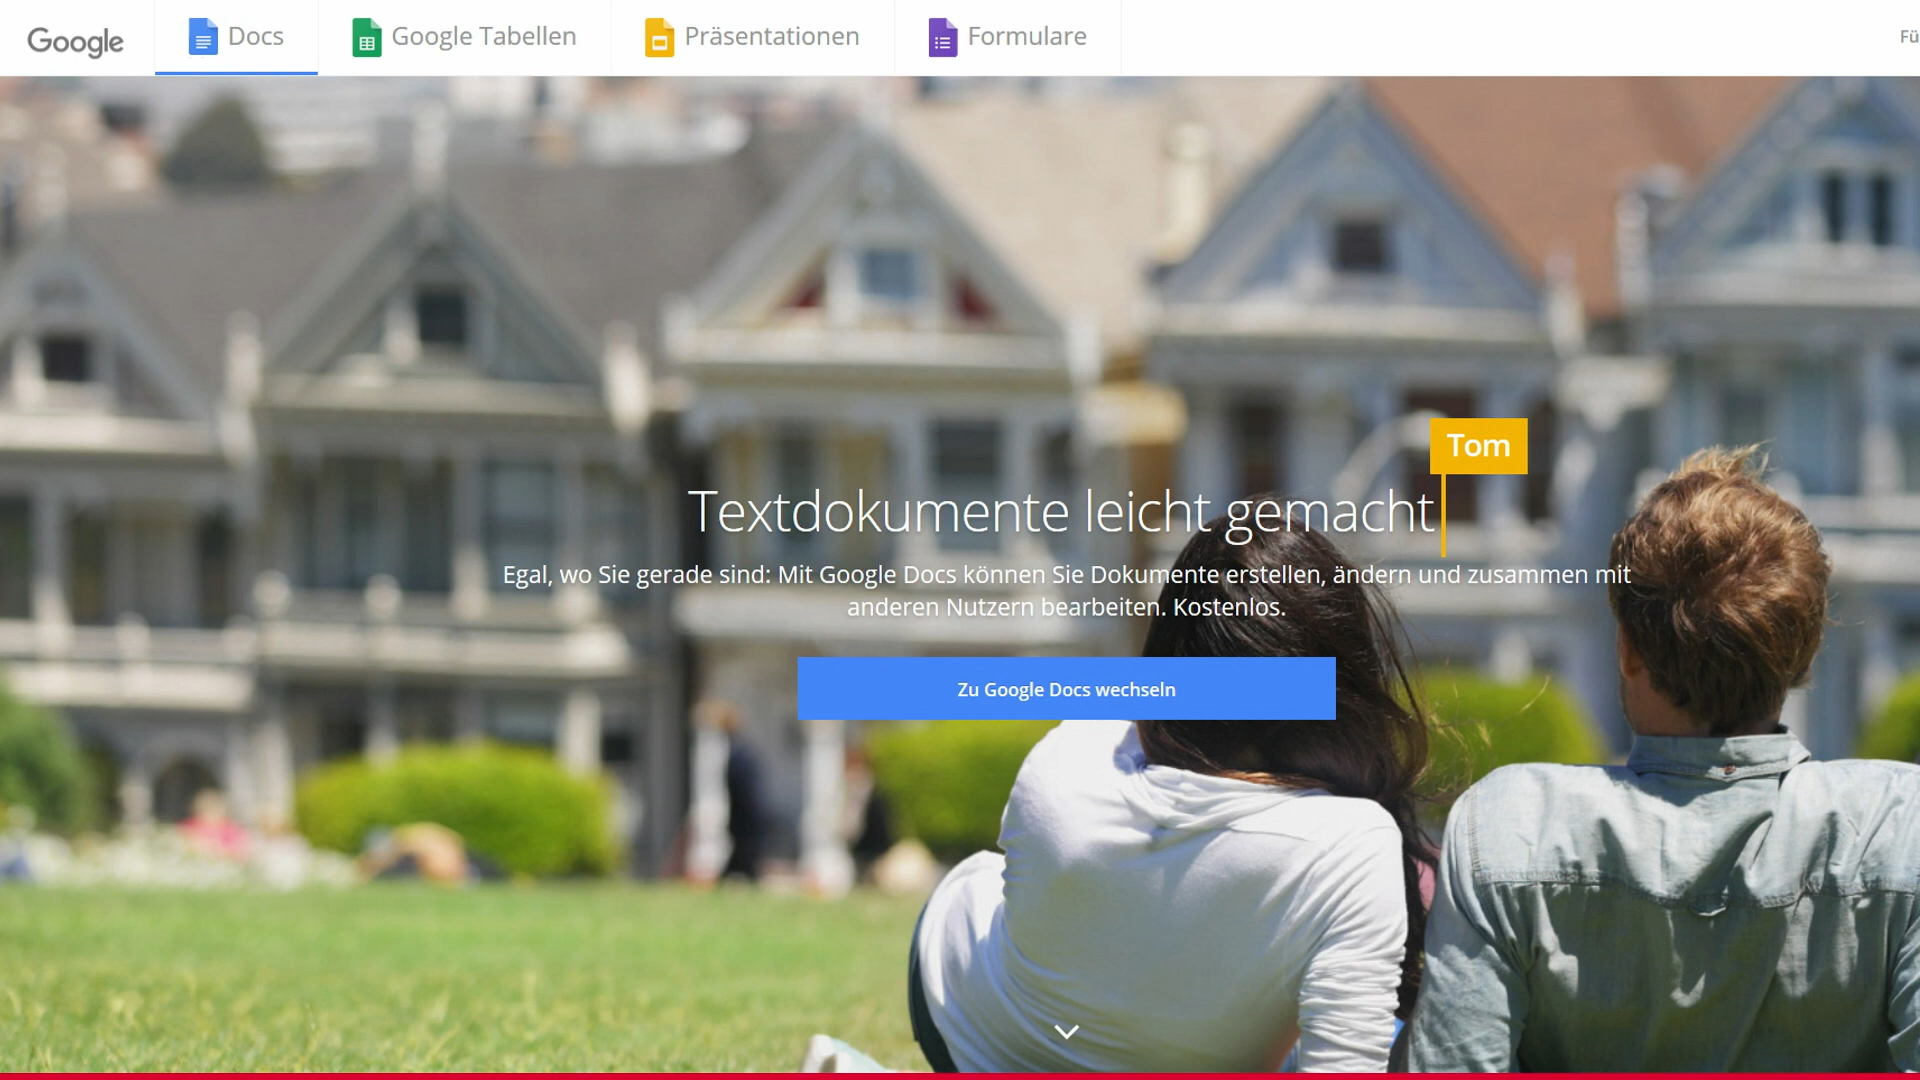 Google
Docs
Google Tabellen
Präsentationen
Formulare
Fü
Tom
Textdokumente leicht gemacht
Egal, wo Sie gerade sind: Mit Google Docs können Sie Dokumente erstellen, ändern und zusammen mit
anderen Nutzern bearbeiten. Kostenlos.
Zu Google Docs wechseln